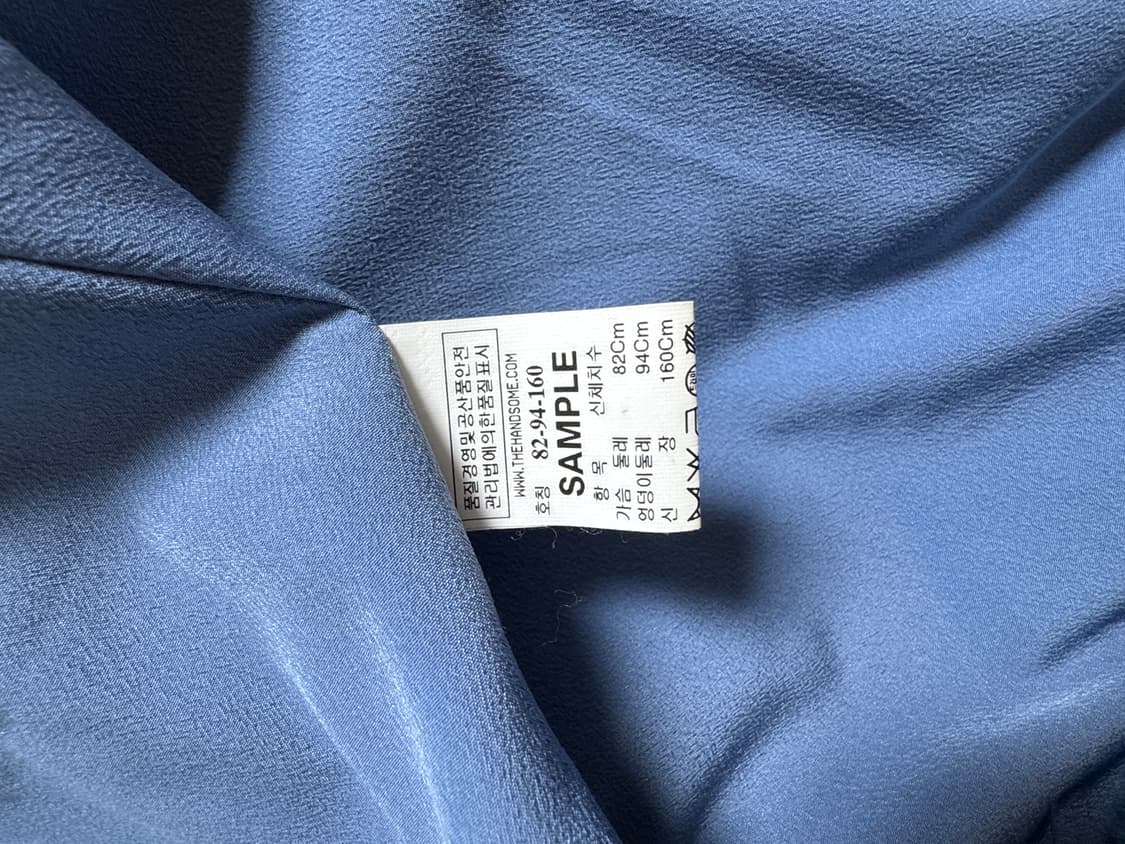 품질경영및공산품안전
관리법에의한품질표시
WWW.THEHANDSOME.COM
호칭 82-94-160
SAMPLE
항 목 신체치수
가슴 둘레 82Cm
엉덩이둘레 94Cm
신 장 160Cm